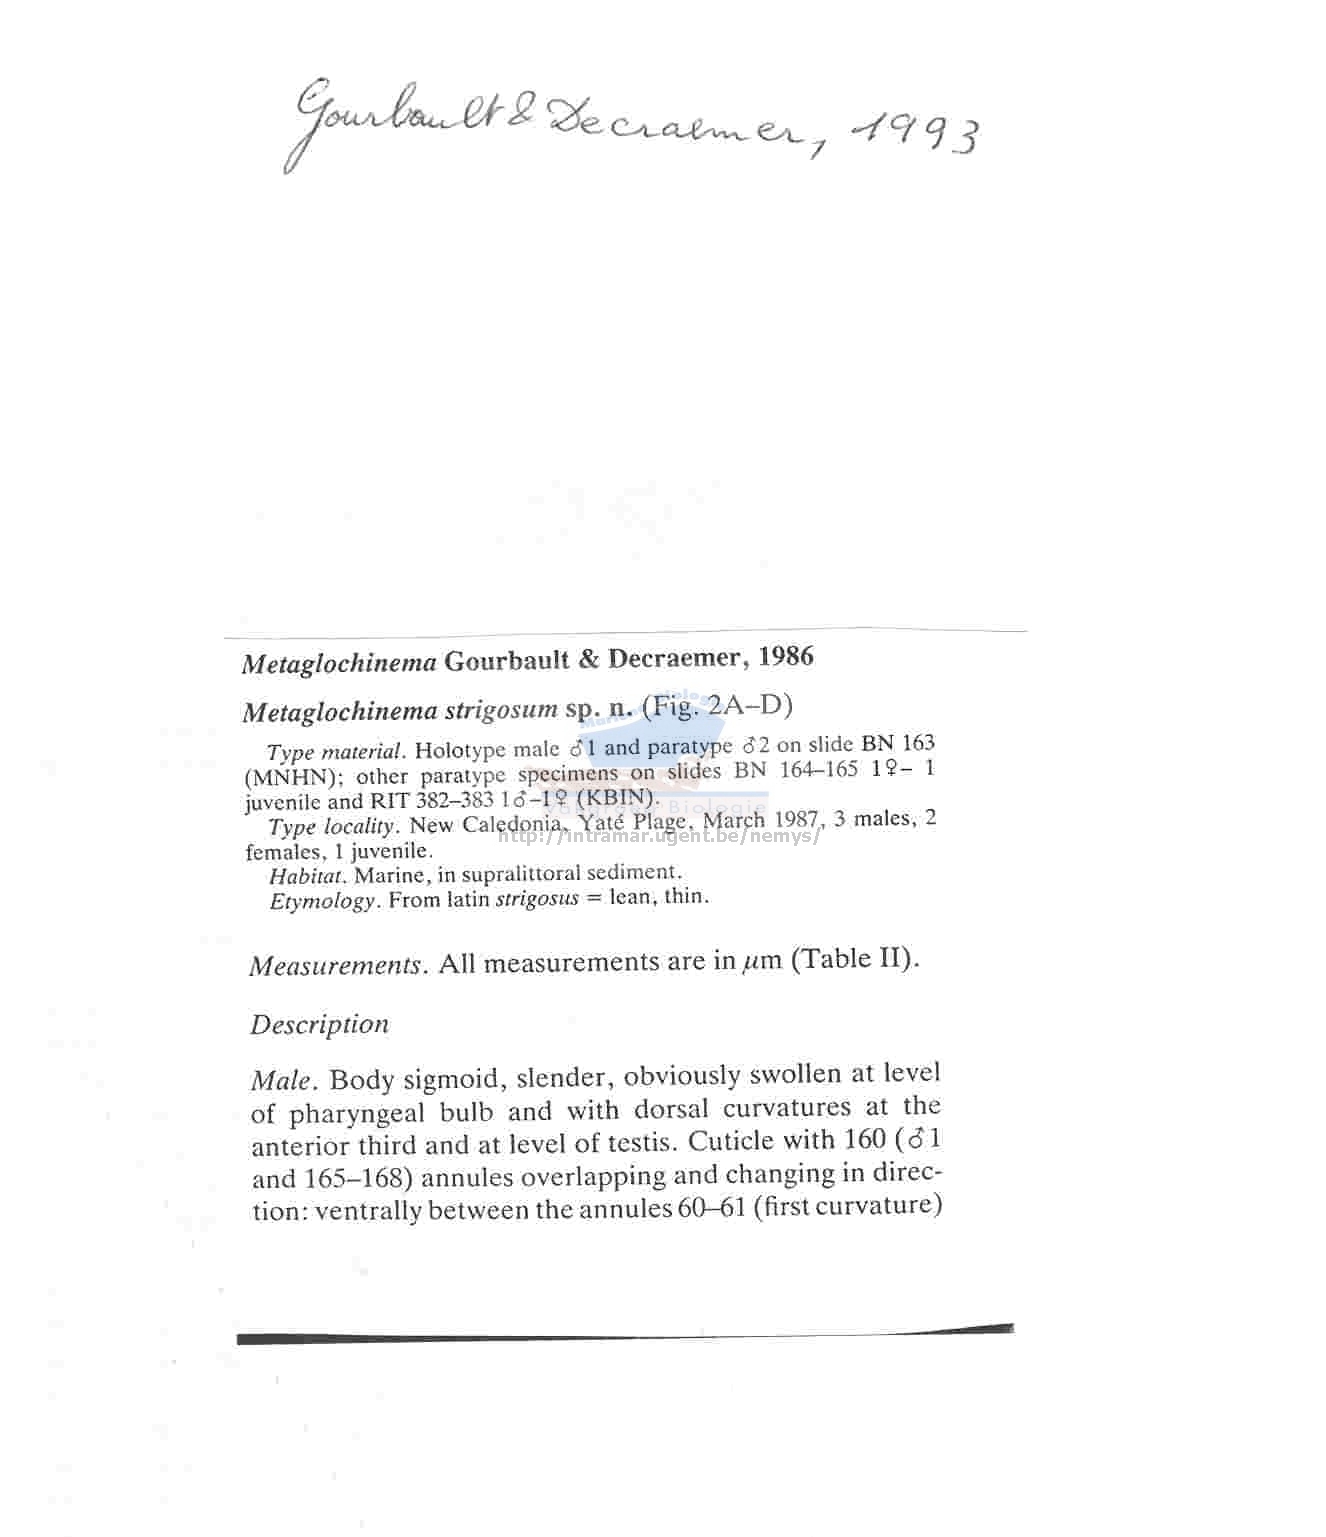 Gourbault & Decraemer, 1993
Metaglochinema Gourbault & Decraemer, 1986
Metaglochinema strigosum sp. n. (Fig. 2A–D)
Type material. Holotype male ♂1 and paratype ♂2 on slide BN 163
(MNHN); other paratype specimens on slides BN 164–165 1♀– 1
juvenile and RIT 382–383 1♂–1♀ (KBIN).
Type locality. New Caledonia, Yaté Plage, March 1987, 3 males, 2
females, 1 juvenile.
http://intramar.ugent.be/nemys/
Habitat. Marine, in supralittoral sediment.
Etymology. From latin strigosus = lean, thin.
Measurements. All measurements are in μm (Table II).
Description
Male. Body sigmoid, slender, obviously swollen at level
of pharyngeal bulb and with dorsal curvatures at the
anterior third and at level of testis. Cuticle with 160 (♂1
and 165–168) annules overlapping and changing in direc-
tion: ventrally between the annules 60–61 (first curvature)